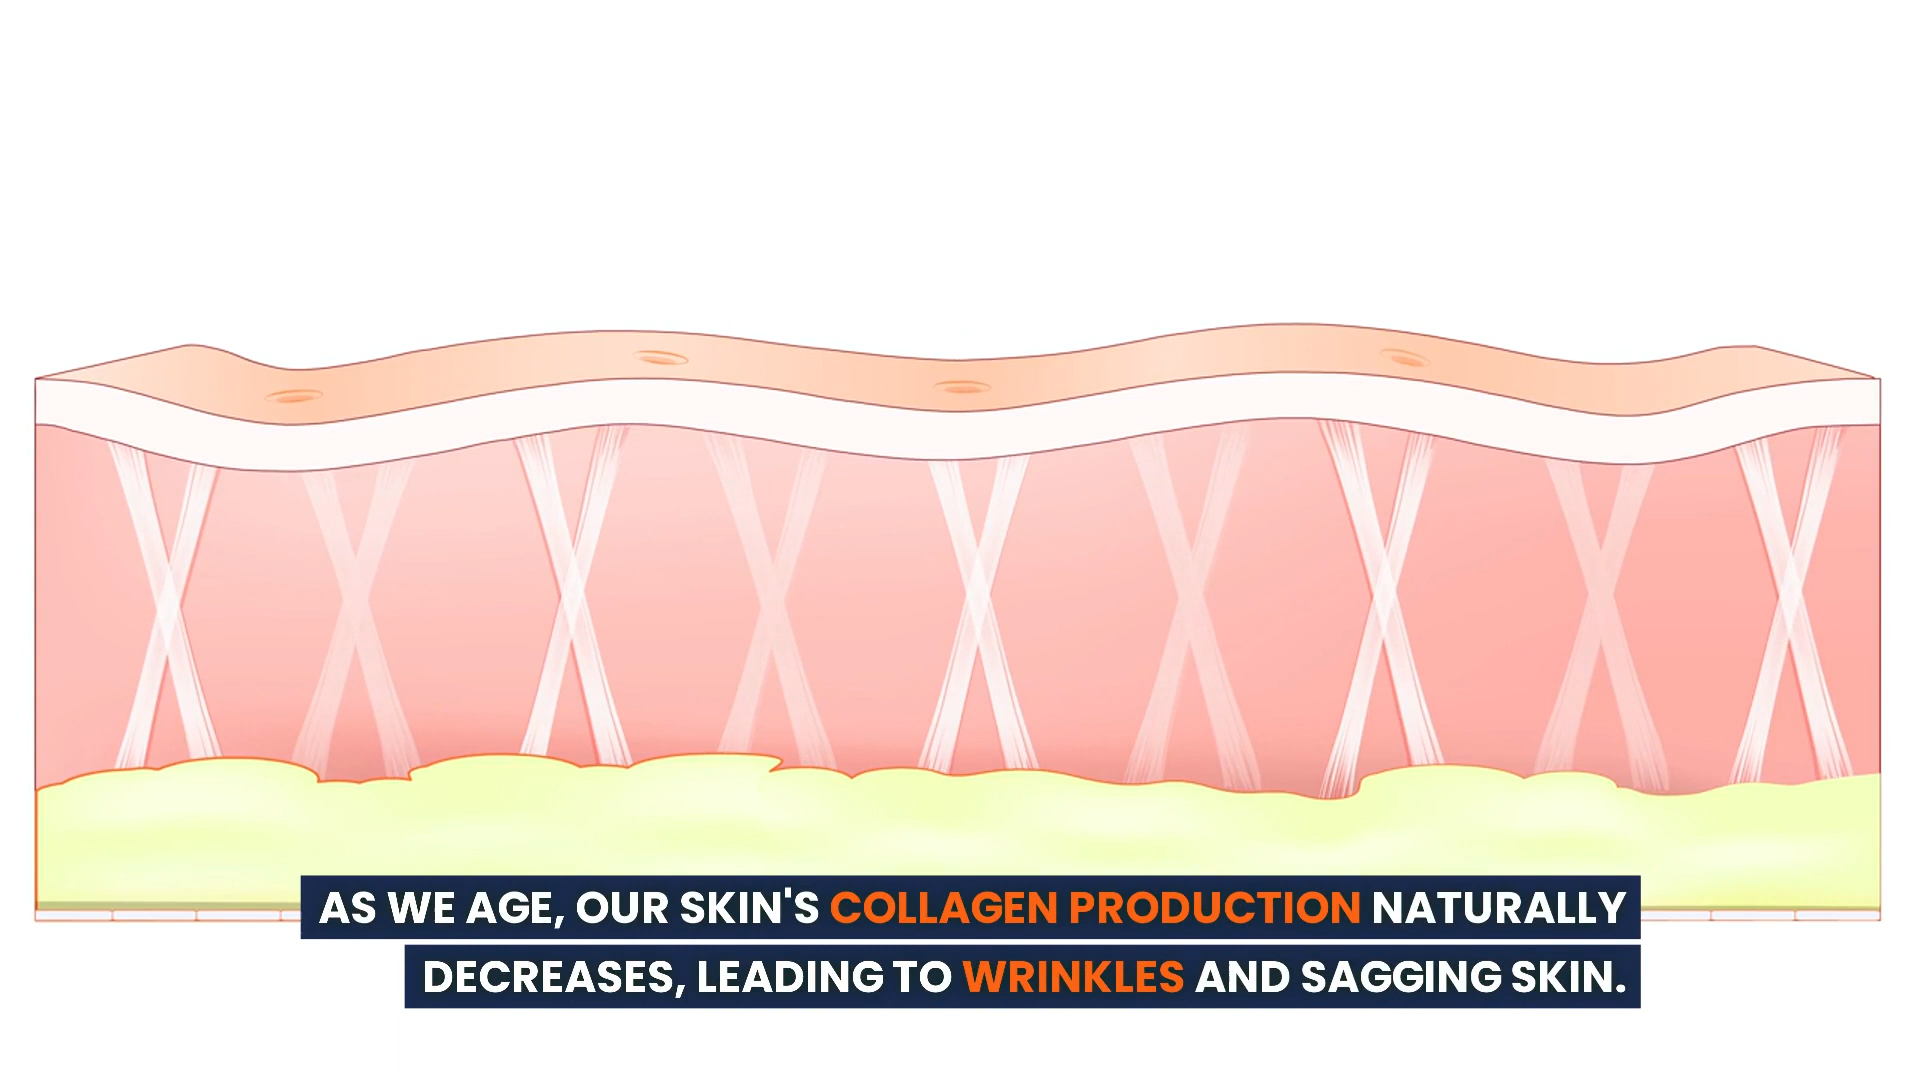 AS WE AGE, OUR SKIN'S COLLAGEN PRODUCTION NATURALLY
DECREASES, LEADING TO WRINKLES AND SAGGING SKIN.